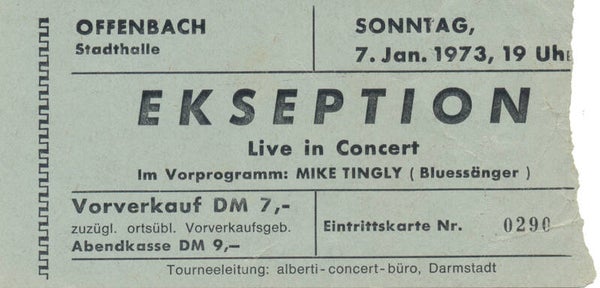 OFFENBACH
Stadthalle
SONNTAG,
7. Jan. 1973, 19 Uhr
EKSEPTION
Live in Concert
Im Vorprogramm: MIKE TINGLY ( Bluessänger )
Vorverkauf DM 7,-
zuzügl. ortsübl. Vorverkaufsgeb.
Abendkasse DM 9,-
Eintrittskarte Nr. 0290
Tourneeleitung: alberti-concert-büro, Darmstadt